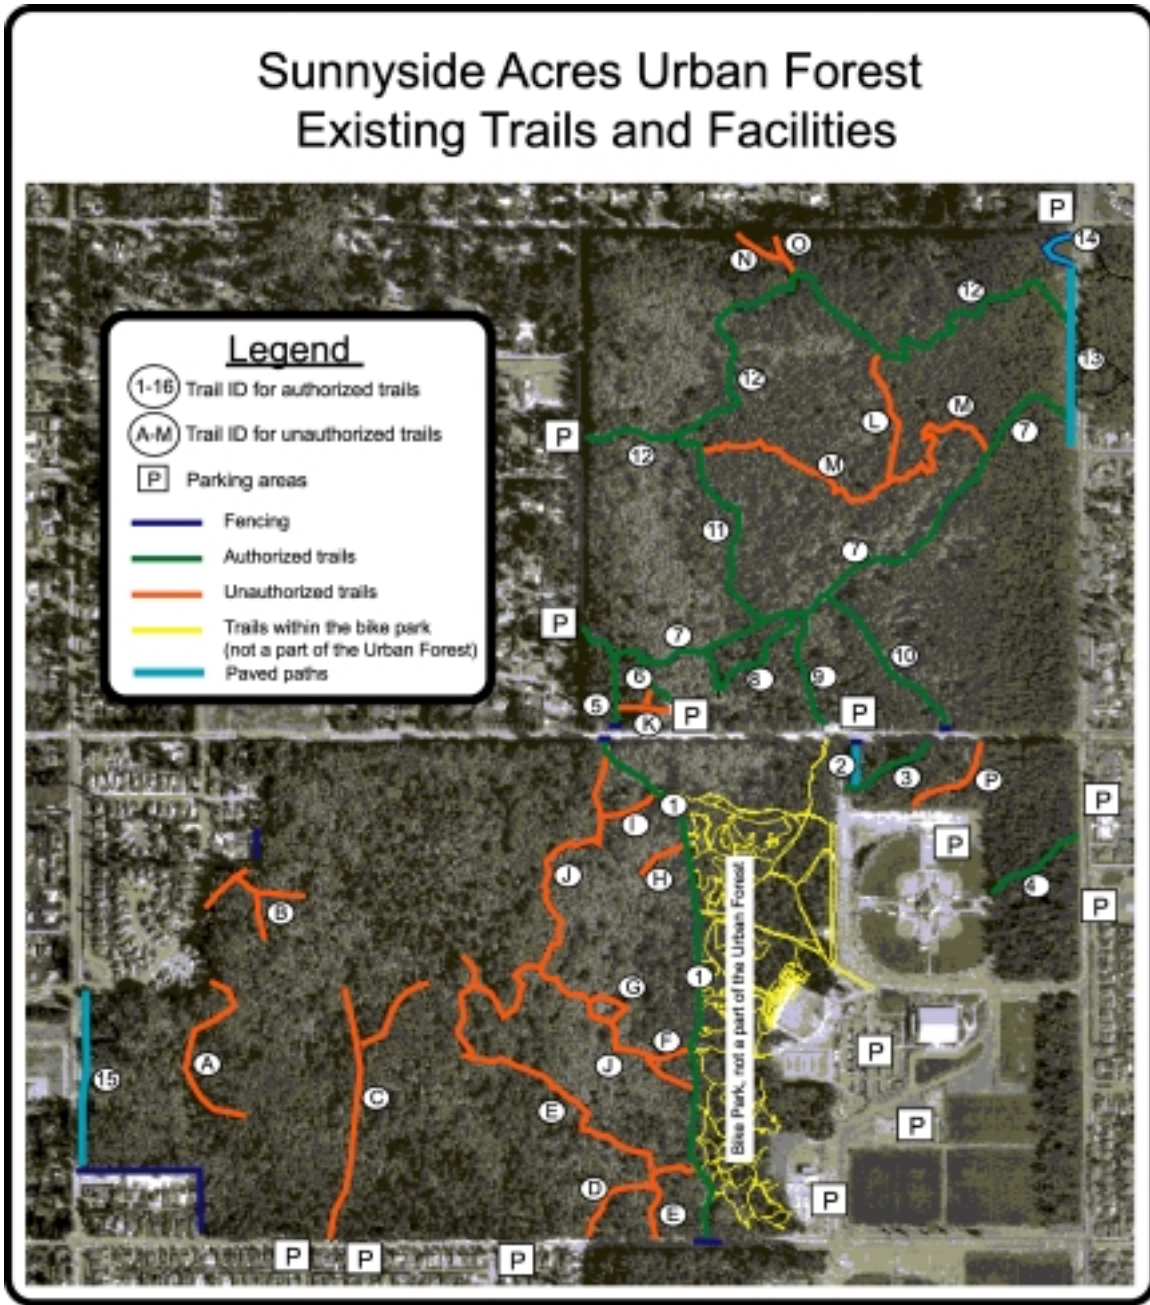 Sunnyside Acres Urban Forest
Existing Trails and Facilities
P
14
N
O
12
13
Legend
1-16 Trail ID for authorized trails
A-M Trail ID for unauthorized trails
P Parking areas
Fencing
Authorized trails
Unauthorized trails
Trails within the bike park
(not a part of the Urban Forest)
Paved paths
12
L
M
7
P
12
M
11
7
P
7
6
8
9
10
5
K
P
P
2
3
P
P
1
I
P
J
H
4
P
B
Bike Park, not a part of the Urban Forest
1
G
F
J
P
A
15
C
E
P
D
E
P
P
P
P